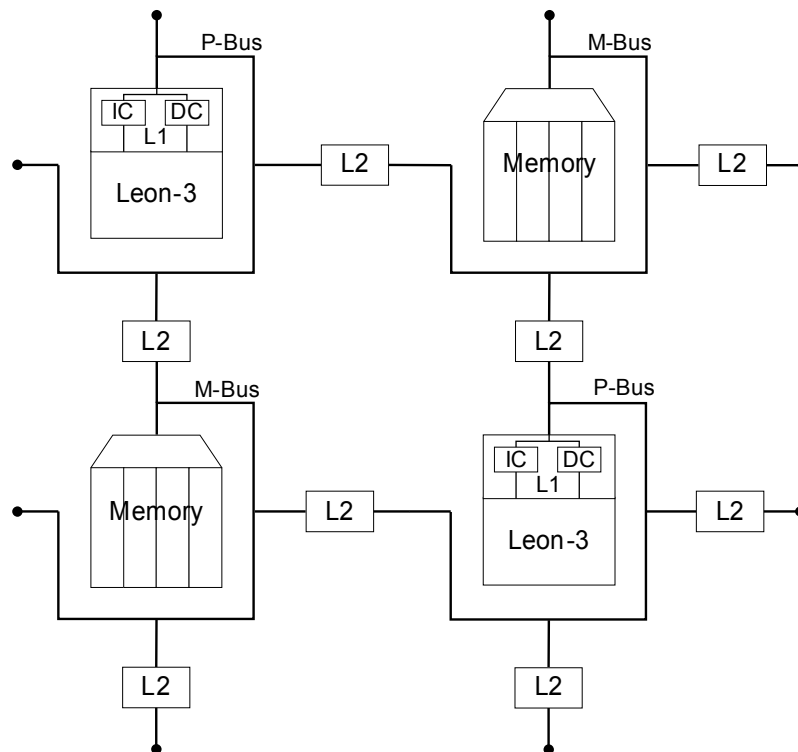 P-Bus
M-Bus
IC
DC
L1
Leon-3
L2
Memory
L2
L2
L2
M-Bus
P-Bus
Memory
IC
DC
L1
Leon-3
L2
L2
L2
L2